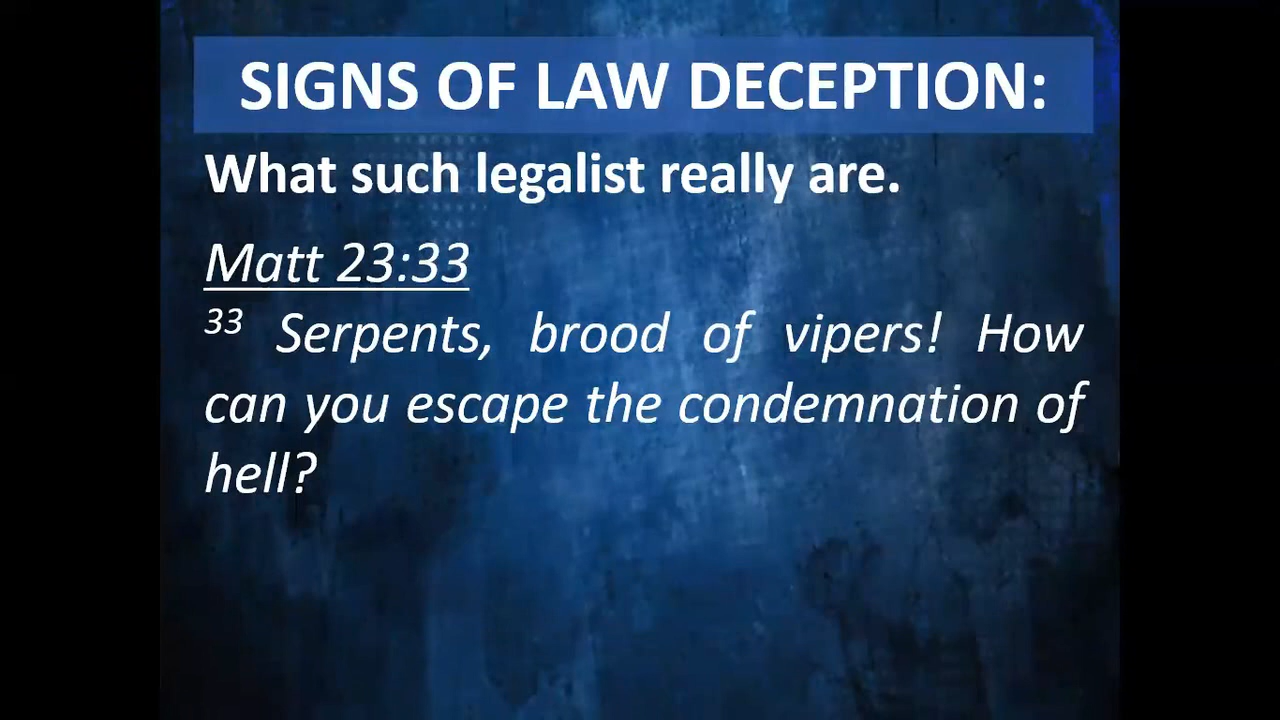 SIGNS OF LAW DECEPTION:
What such legalist really are.
Matt 23:33
33 Serpents, brood of vipers! How
can you escape the condemnation of
hell?